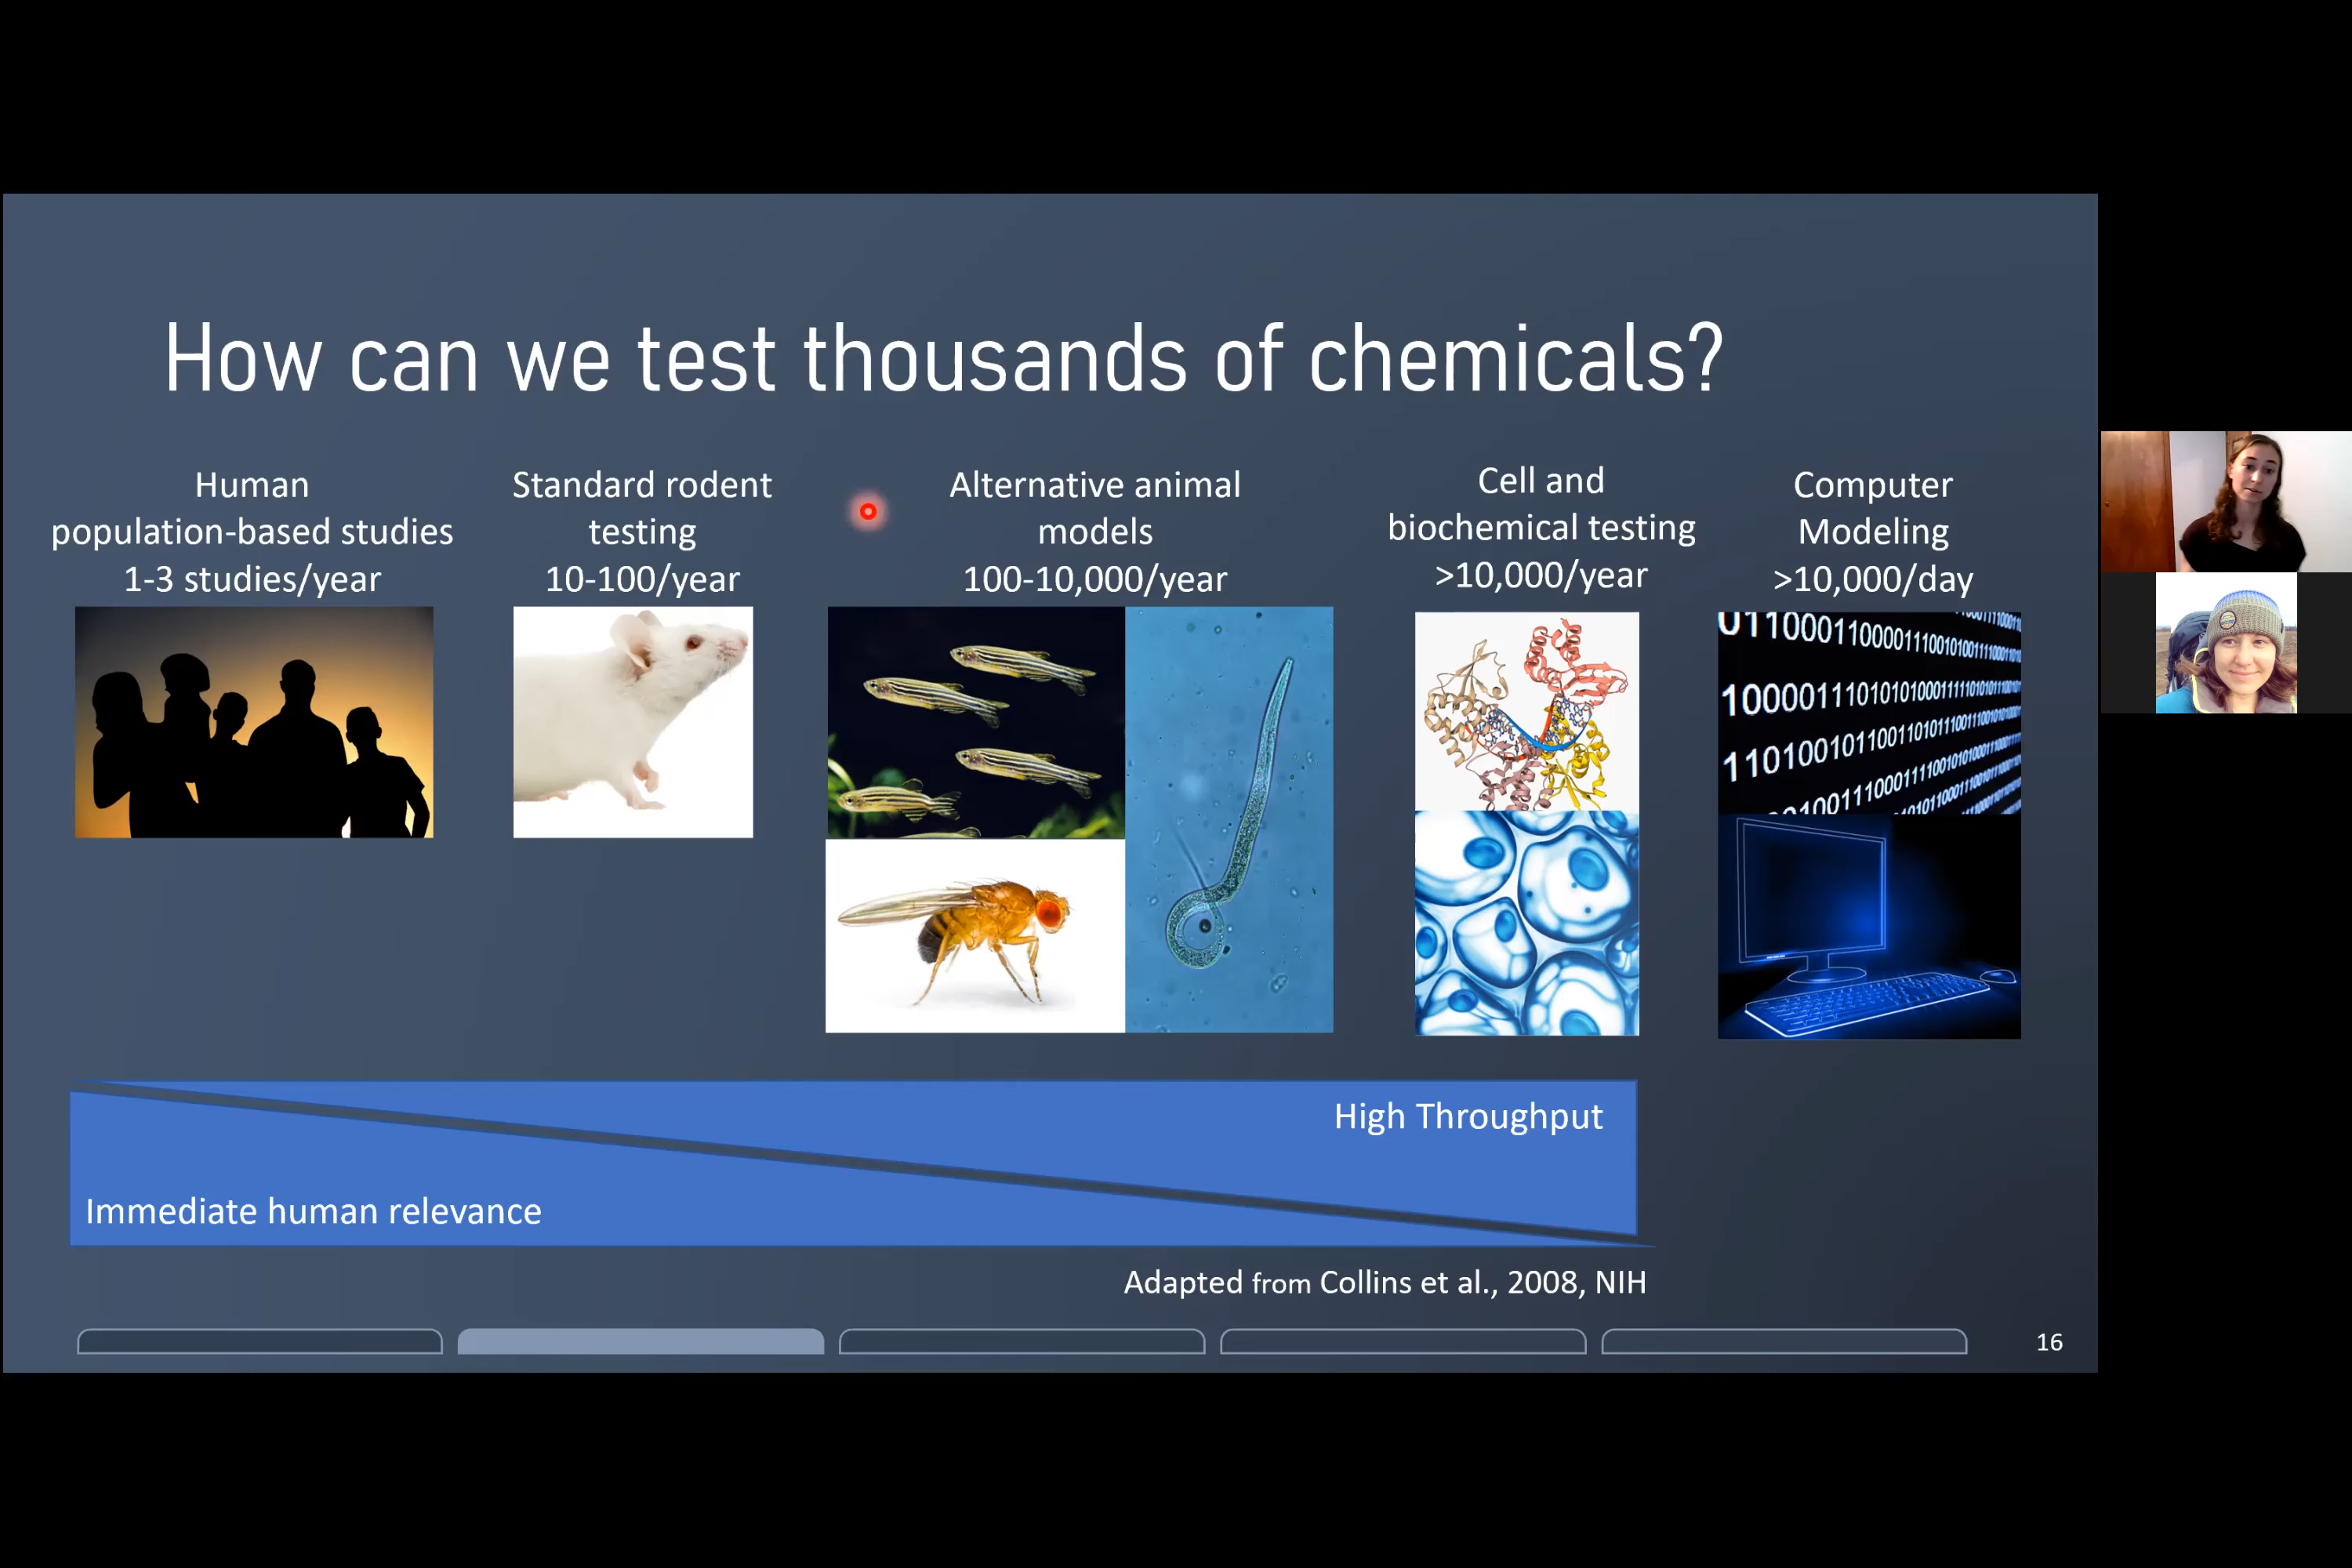 How can we test thousands of chemicals?
Human
population-based studies
1-3 studies/year
Standard rodent
testing
10-100/year
Alternative animal
models
100-10,000/year
Cell and
biochemical testing
>10,000/year
Computer
Modeling
>10,000/day
High Throughput
Immediate human relevance
Adapted from Collins et al., 2008, NIH
16